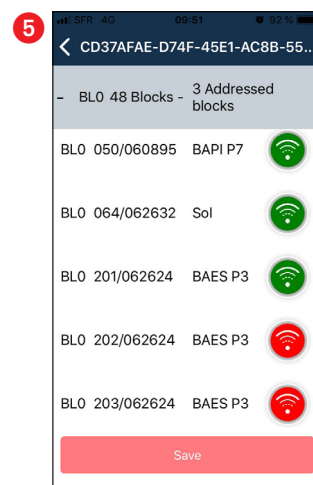 5
SFR 4G 09:51 92 %
CD37AFAE-D74F-45E1-AC8B-55..
- BL0 48 Blocks - 3 Addressed
blocks
BL0 050/060895 BAPI P7
BL0 064/062632 Sol
BL0 201/062624 BAES P3
BL0 202/062624 BAES P3
BL0 203/062624 BAES P3
Save